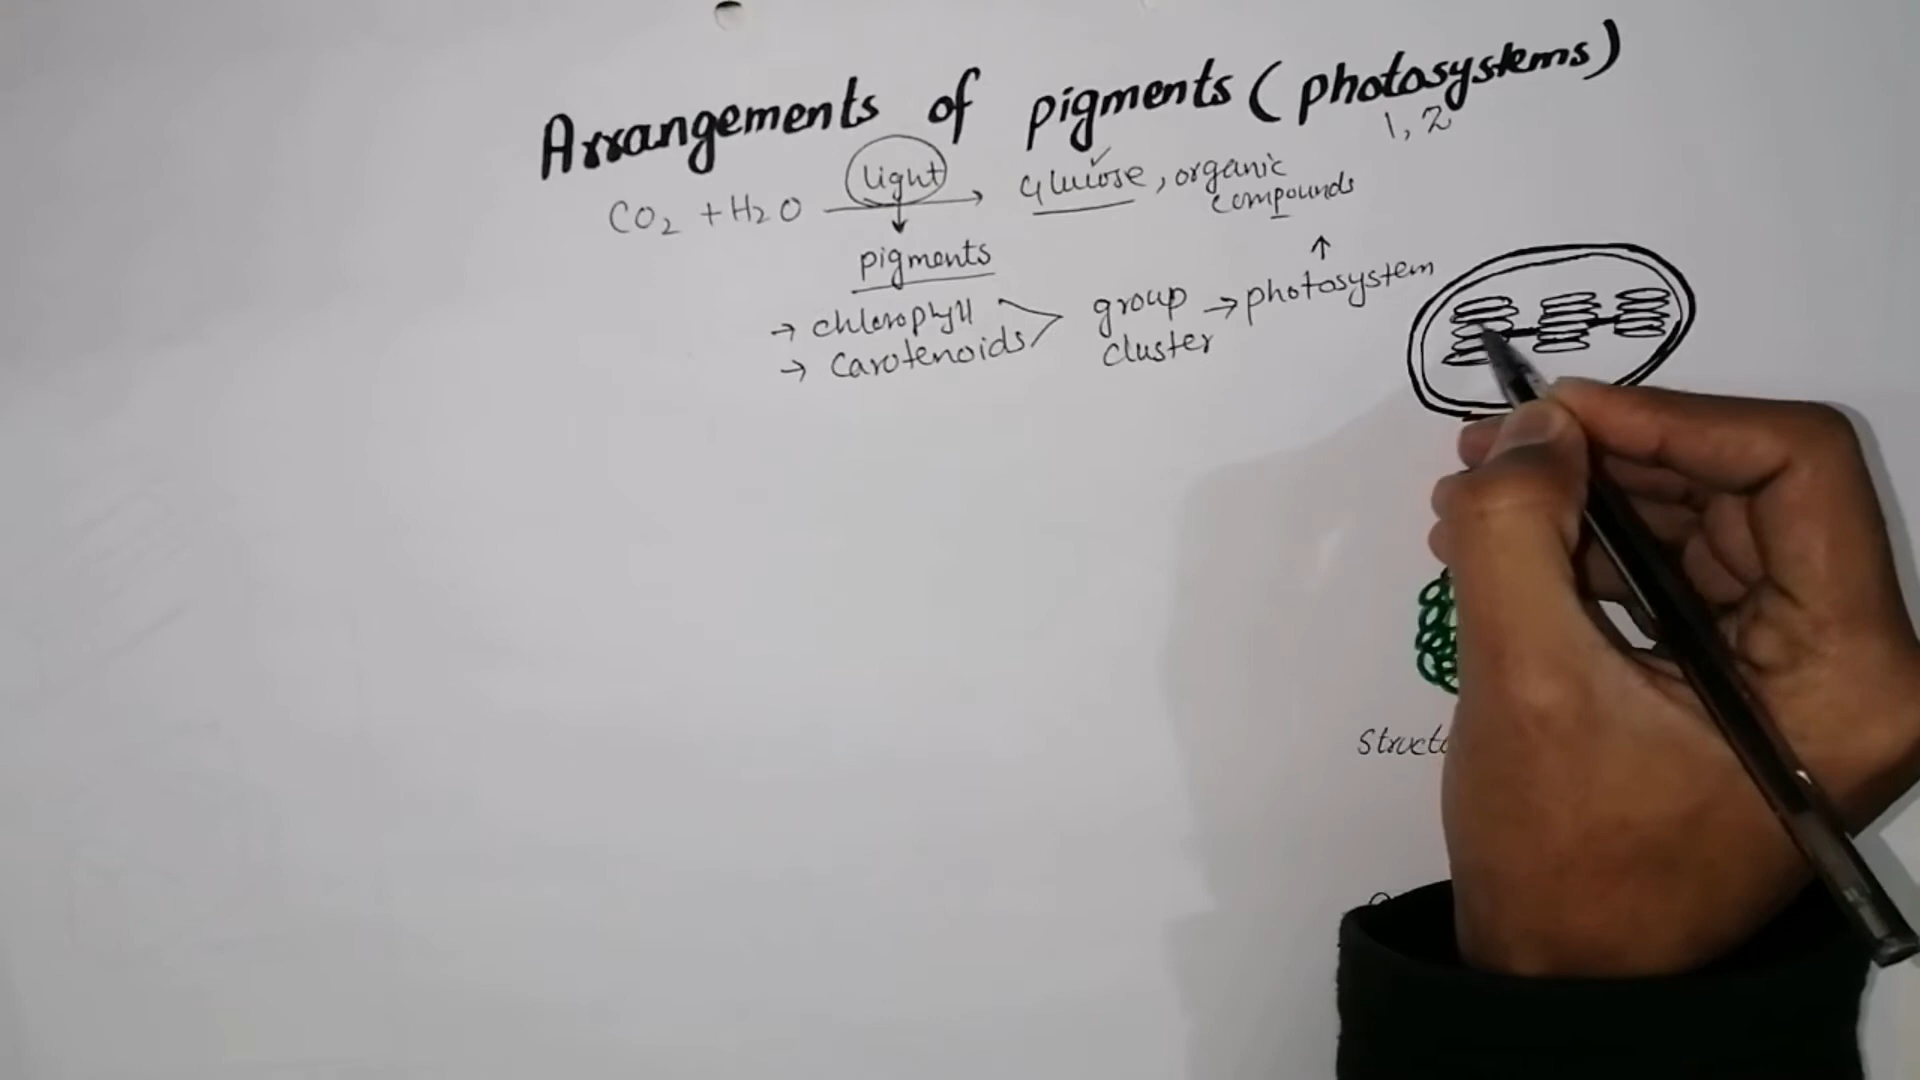 Arrangements of pigments (photosystems)
1, 2
CO2 + H2O light Glucose, organic
compounds
pigments
→ chlorophyll group → photosystem
→ carotenoids cluster